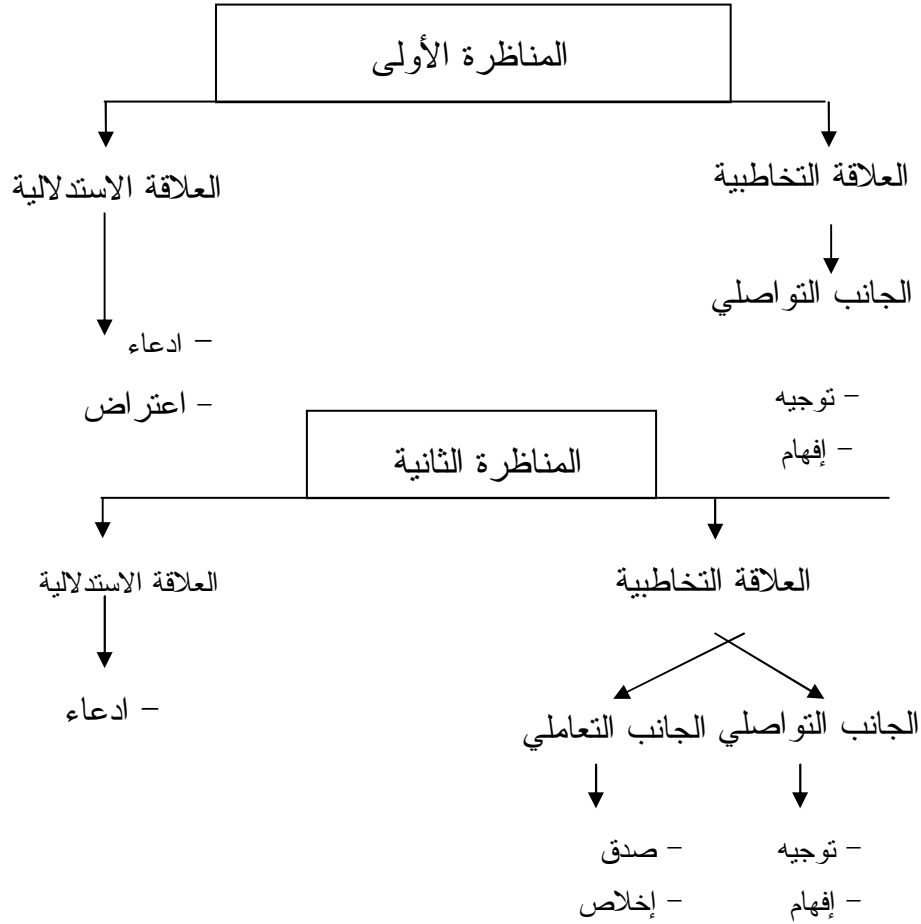 المناظرة الأولى
العلاقة التخاطبية
العلاقة الاستدلالية
الجانب التواصلي
– ادعاء
– اعتراض
– توجيه
– إفهام
المناظرة الثانية
العلاقة التخاطبية
العلاقة الاستدلالية
الجانب التواصلي
الجانب التعاملي
– ادعاء
– توجيه
– إفهام
– صدق
– إخلاص